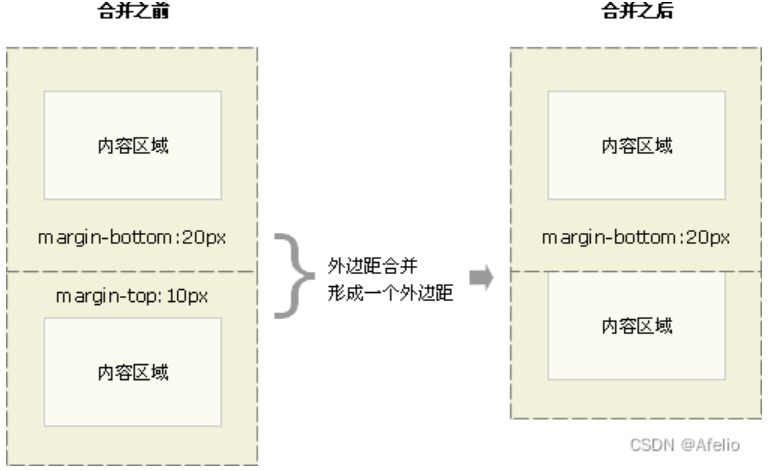 合并之前
合并之后
内容区域
margin-bottom:20px
margin-top:10px
内容区域
外边距合并
形成一个外边距
内容区域
margin-bottom:20px
内容区域
CSDN @Afelio